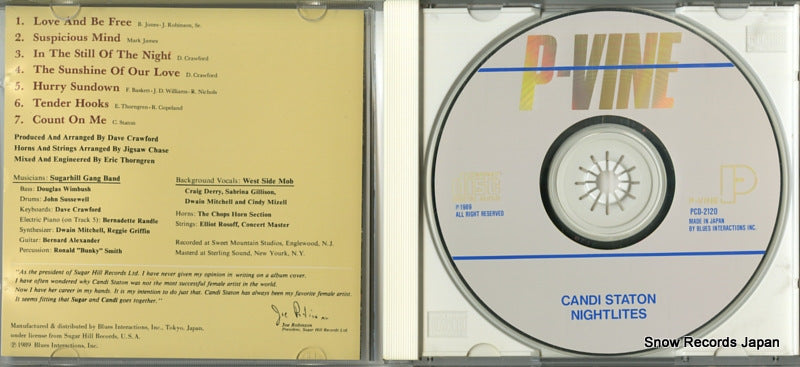 1. Love And Be Free B. Jones-J. Robinson, Sr.
2. Suspicious Mind Mark James
3. In The Still Of The Night D. Crawford
4. The Sunshine Of Our Love D. Crawford
5. Hurry Sundown F. Baskett-J.D. Williams-R. Nichols
6. Tender Hooks E. Thorngren-R. Copeland
7. Count On Me C. Staton
Produced and Arranged By Dave Crawford
Horns and Strings Arranged By Jigsaw Chase
Mixed and Engineered By Eric Thorngren
Musicians: Sugarhill Gang Band
Bass: Douglas Wimbush
Drums: John Sussewell
Keyboards: Dave Crawford
Electric Piano (on Track 5): Bernadette Randle
Synthesizer: Dwain Mitchell, Reggie Griffin
Guitar: Bernard Alexander
Percussion: Ronald "Bunky" Smith
Background Vocals: West Side Mob
Craig Derry, Sabrina Gillison,
Dwain Mitchell and Cindy Mizell
Horns: The Chops Horn Section
Strings: Elliot Rosoff, Concert Master
Recorded at Sweet Mountain Studios, Englewood, N.J.
Masterd at Sterling Sound, New Yourk, N.Y.
"As the president of Sugar Hill Records Ltd. I have never given my opinion in writing on a album cover.
I have often wondered why Candi Staton was not the most successful female artist in the world.
Now I have her career in my hands. It is my intention to do just that. Candi Staton has always been my favorite female artist.
It seems fitting that Sugar and Candi goes together."
Joe Robinson
President, Sugar Hill Records Ltd.
Manufactured & distributed by Blues Interactions, Inc., Tokyo, Japan,
under license from Sugar Hill Records, U.S.A.
℗1989 Blues Interactions, Inc.
P-VINE
℗1989
ALL RIGHT RESERVED
P-VINE
PCD-2120
MADE IN JAPAN
BY BLUES INTERACTIONS INC.
CANDI STATON
NIGHTLITES
Snow Records Japan